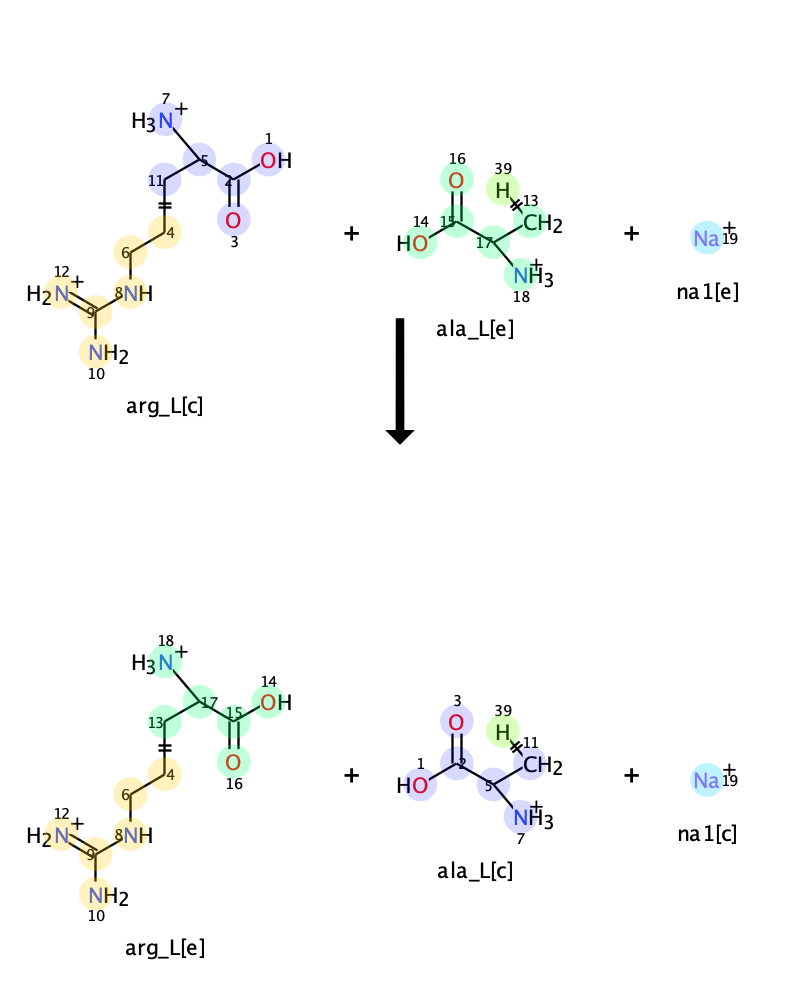 7
H3N+
1
5
OH
11
2
O
3
4
6
12
H2N+
8
NH
9
NH2
10
arg_L[c]
+
16
O
39
H
13
CH2
14
HO
15
17
NH3+
18
ala_L[e]
+
Na+
19
na1[e]
18
H3N+
14
17
OH
13
15
O
16
4
6
12
H2N+
8
NH
9
NH2
10
arg_L[e]
+
3
O
39
H
11
CH2
1
HO
2
5
NH3+
7
ala_L[c]
+
Na+
19
na1[c]